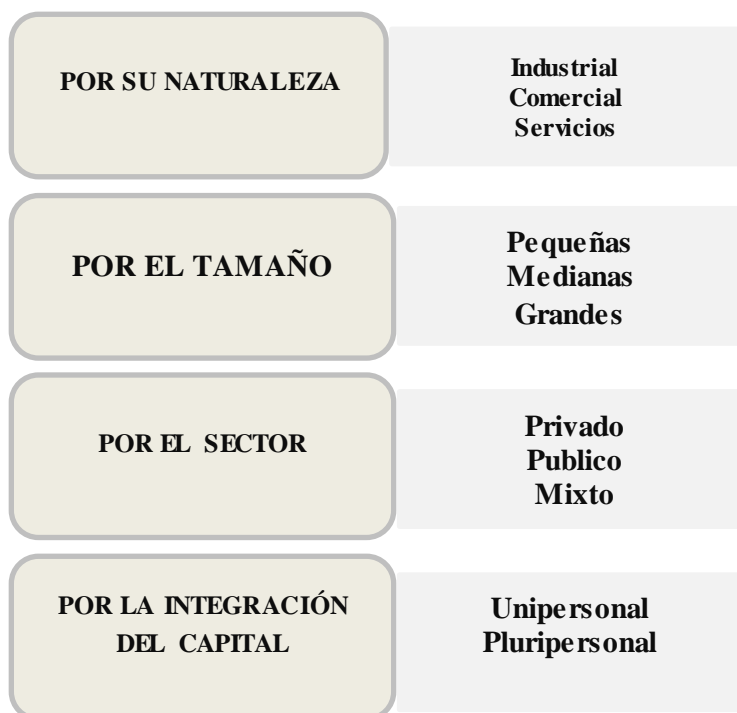 POR SU NATURALEZA
Industrial
Comercial
Servicios
POR EL TAMAÑO
Pequeñas
Medianas
Grandes
POR EL SECTOR
Privado
Publico
Mixto
POR LA INTEGRACIÓN
DEL CAPITAL
Unipersonal
Pluripersonal